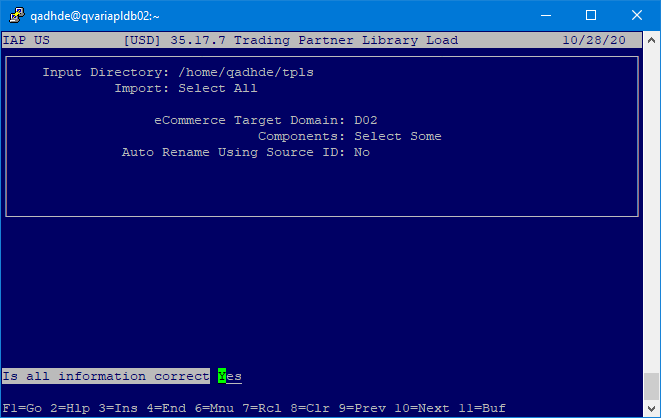 qadhde@qvariapldb02:~
IAP US [USD] 35.17.7 Trading Partner Library Load 10/28/20
Input Directory: /home/qadhde/tpls
Import: Select All
eCommerce Target Domain: D02
Components: Select Some
Auto Rename Using Source ID: No
Is all information correct Yes
F1=Go 2=Hlp 3=Ins 4=End 6=Mnu 7=Rcl 8=Clr 9=Prev 10=Next 11=Buf